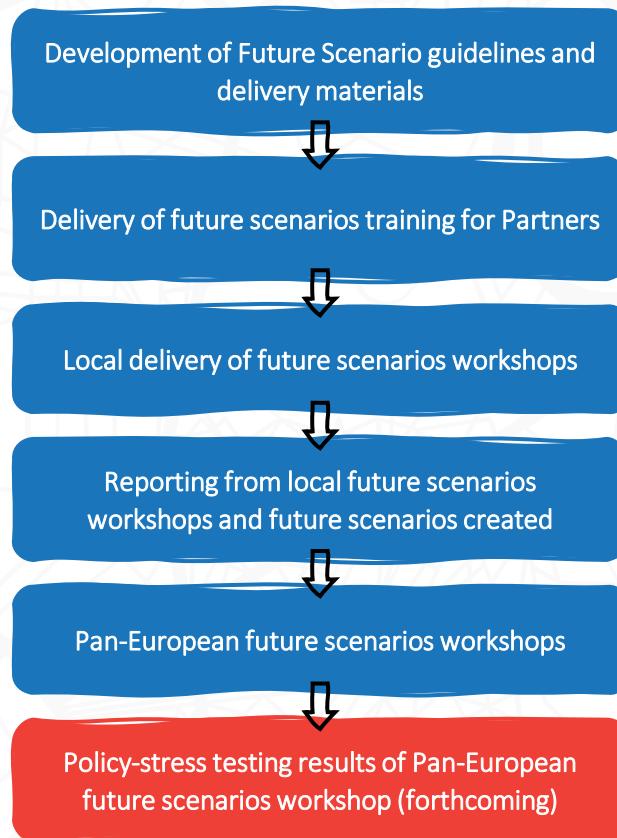 Development of Future Scenario guidelines and
delivery materials
Delivery of future scenarios training for Partners
Local delivery of future scenarios workshops
Reporting from local future scenarios
workshops and future scenarios created
Pan-European future scenarios workshops
Policy-stress testing results of Pan-European
future scenarios workshop (forthcoming)